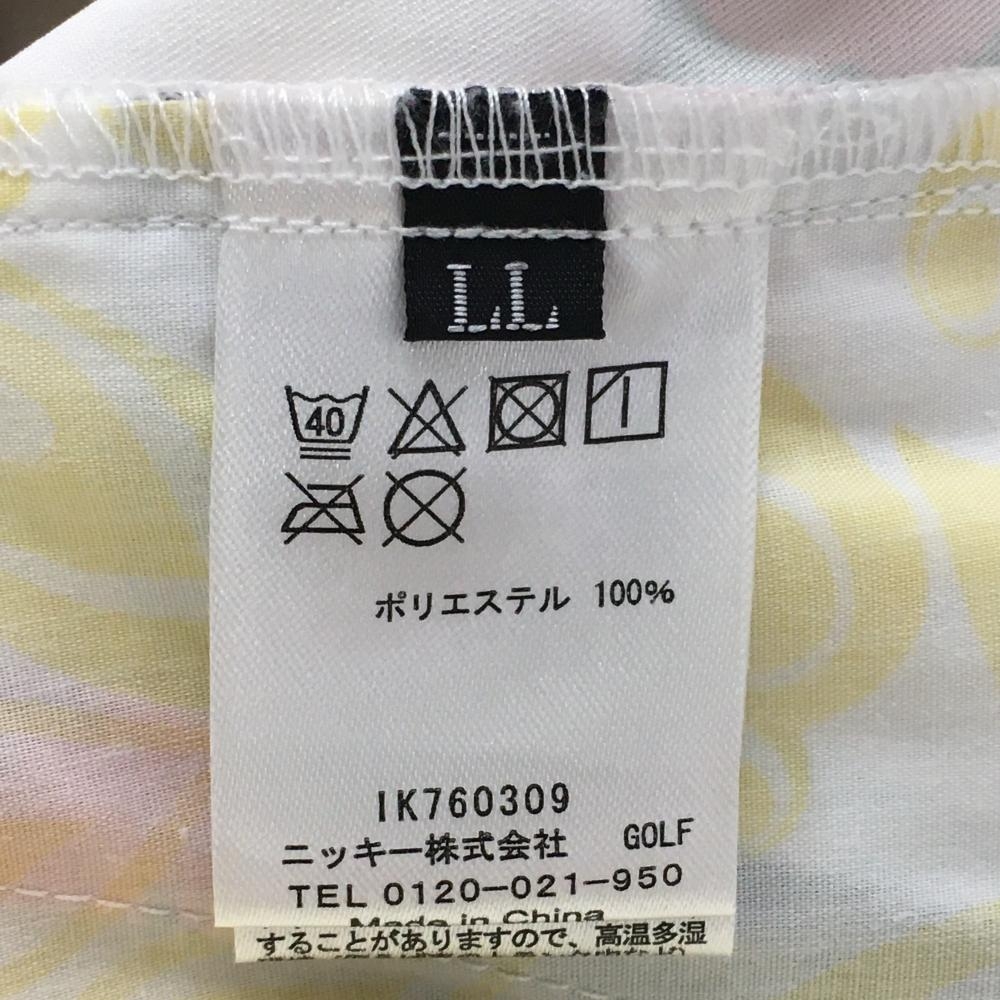 LL
40
ポリエステル 100%
IK760309
ニッキー株式会社 GOLF
TEL 0120-021-950
Made in China
することがありますので、高温多湿